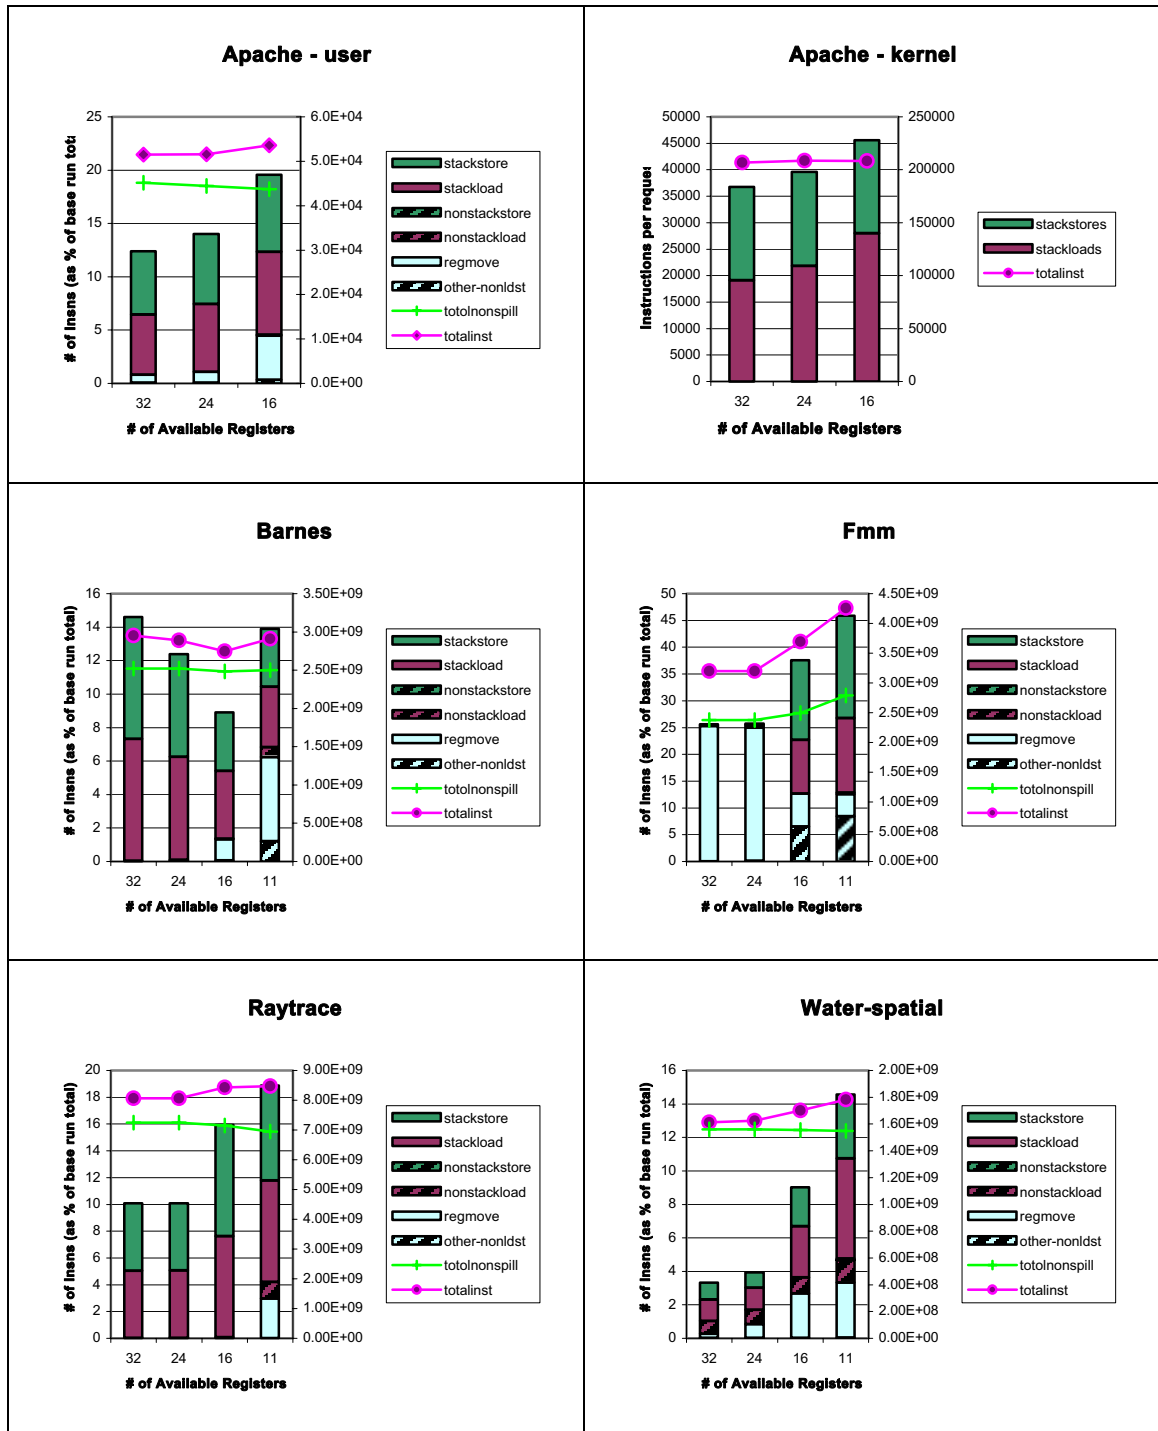 Apache - user
# of Insns (as % of base run tota
25
20
15
10
5
0
6.0E+04
5.0E+04
4.0E+04
3.0E+04
2.0E+04
1.0E+04
0.0E+00
32 24 16
# of Available Registers
stackstore
stackload
nonstackstore
nonstackload
regmove
other-nonldst
totolnonspill
totalinst
Apache - kernel
Instructions per reques
50000
45000
40000
35000
30000
25000
20000
15000
10000
5000
0
250000
200000
150000
100000
50000
0
32 24 16
# of Available Registers
stackstores
stackloads
totalinst
Barnes
# of Insns (as % of base run total)
16
14
12
10
8
6
4
2
0
3.50E+09
3.00E+09
2.50E+09
2.00E+09
1.50E+09
1.00E+09
5.00E+08
0.00E+00
32 24 16 11
# of Available Registers
stackstore
stackload
nonstackstore
nonstackload
regmove
other-nonldst
totolnonspill
totalinst
Fmm
# of Insns (as % of base run total)
50
45
40
35
30
25
20
15
10
5
0
4.50E+09
4.00E+09
3.50E+09
3.00E+09
2.50E+09
2.00E+09
1.50E+09
1.00E+09
5.00E+08
0.00E+00
32 24 16 11
# of Available Registers
stackstore
stackload
nonstackstore
nonstackload
regmove
other-nonldst
totolnonspill
totalinst
Raytrace
# of Insns (as % of base run total)
20
18
16
14
12
10
8
6
4
2
0
9.00E+09
8.00E+09
7.00E+09
6.00E+09
5.00E+09
4.00E+09
3.00E+09
2.00E+09
1.00E+09
0.00E+00
32 24 16 11
# of Available Registers
stackstore
stackload
nonstackstore
nonstackload
regmove
other-nonldst
totolnonspill
totalinst
Water-spatial
# of Insns (as % of base run total)
16
14
12
10
8
6
4
2
0
2.00E+09
1.80E+09
1.60E+09
1.40E+09
1.20E+09
1.00E+09
8.00E+08
6.00E+08
4.00E+08
2.00E+08
0.00E+00
32 24 16 11
# of Available Registers
stackstore
stackload
nonstackstore
nonstackload
regmove
other-nonldst
totolnonspill
totalinst